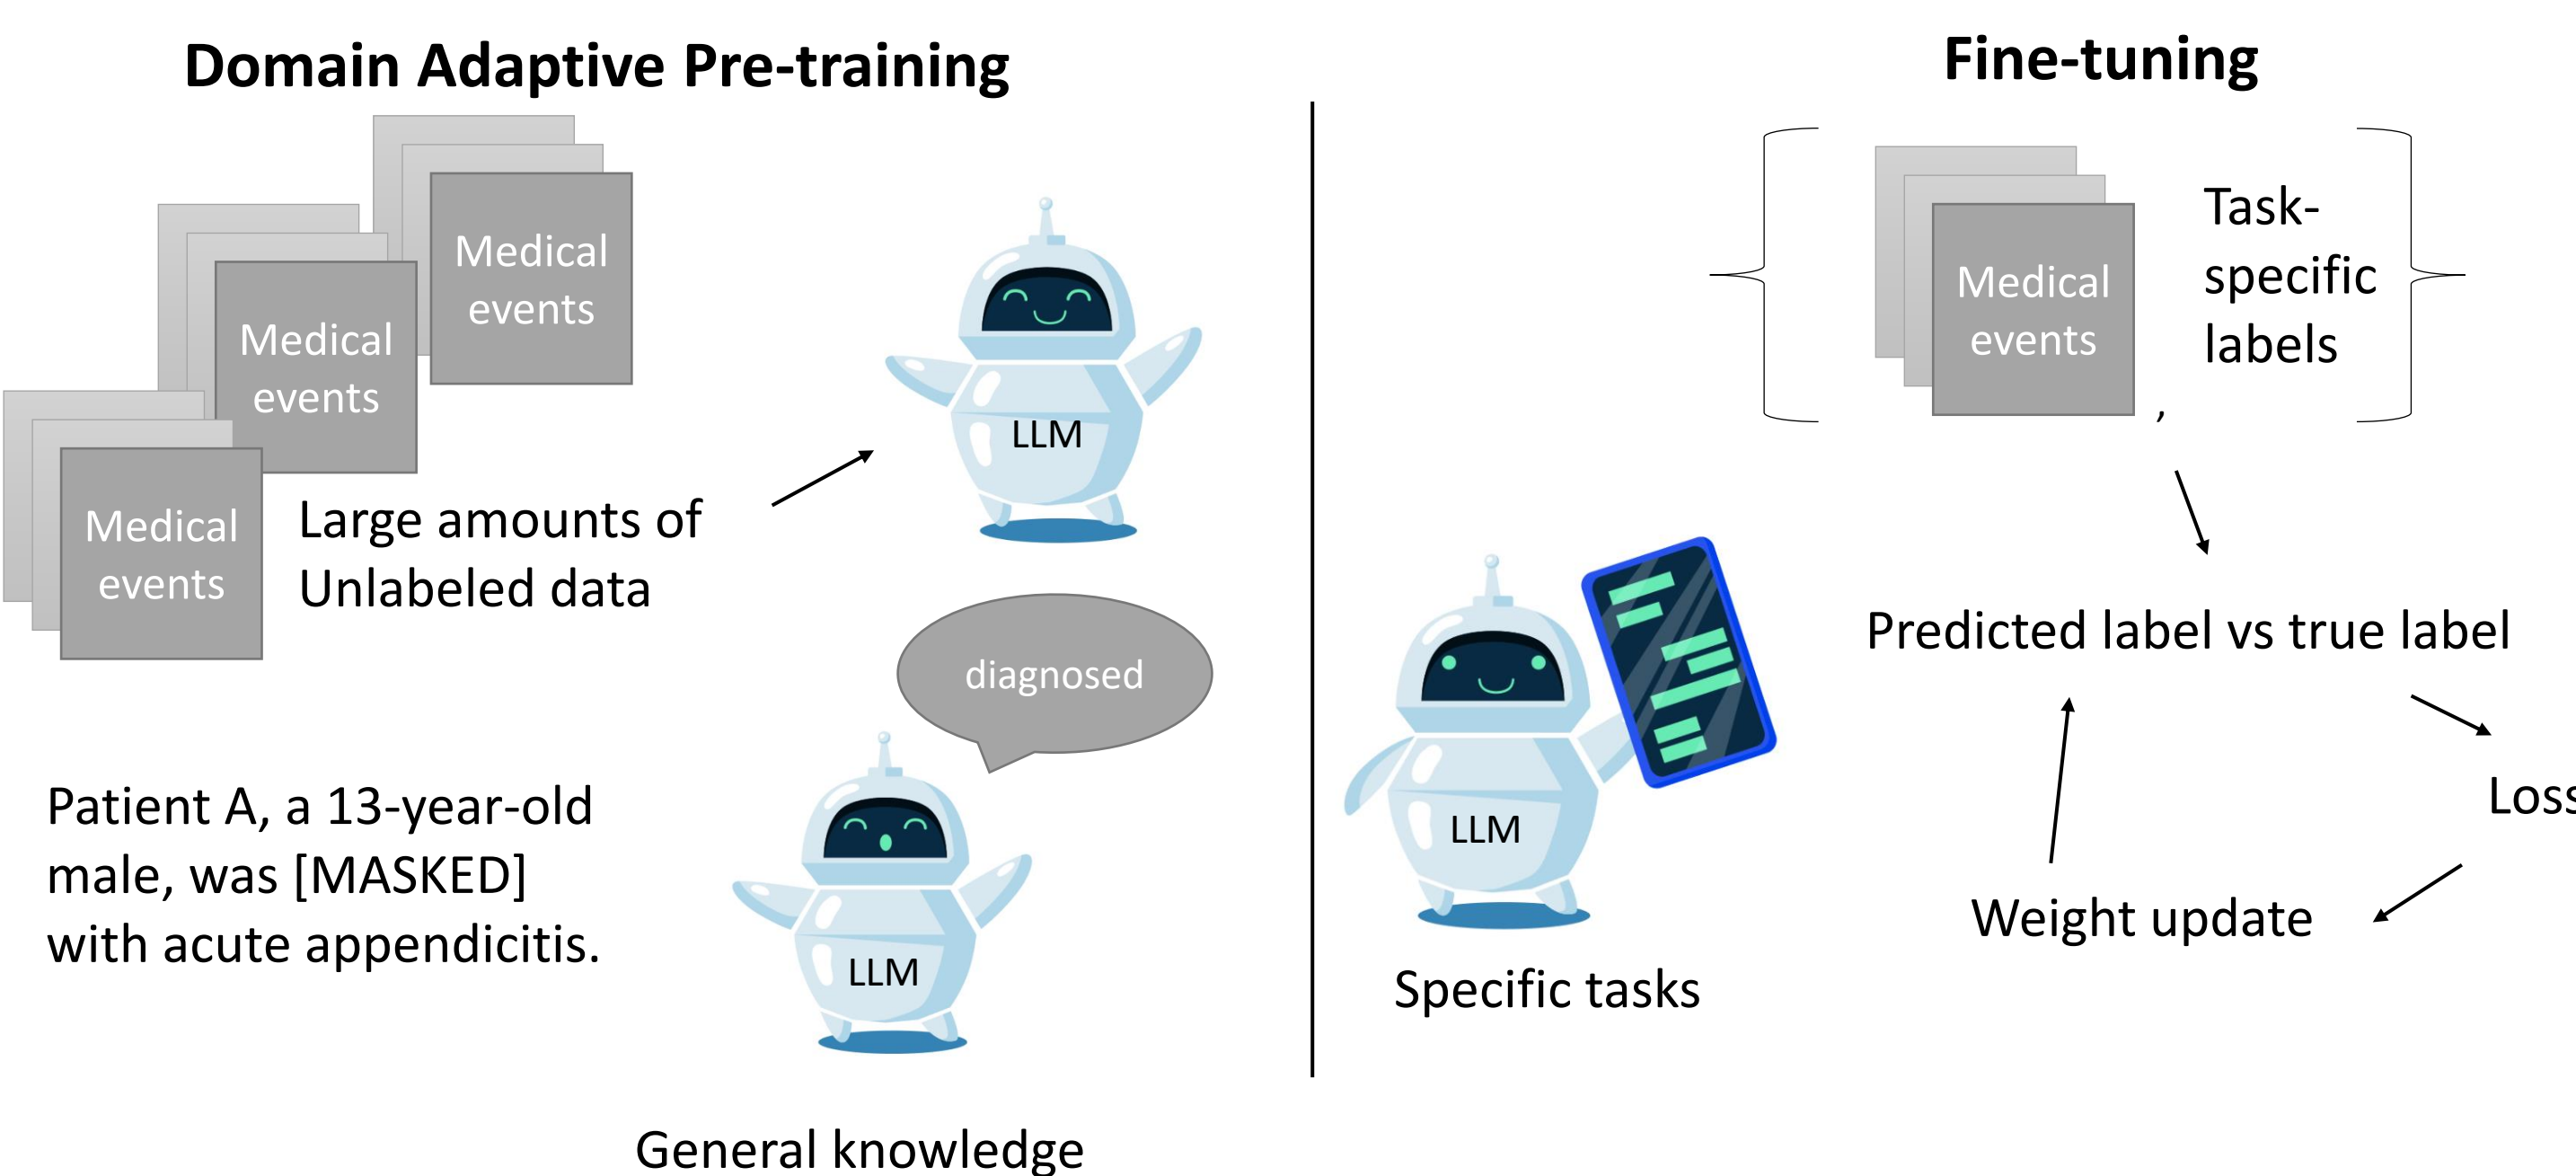 Domain Adaptive Pre-training
Medical
events
Medical
events
Medical
events
Large amounts of
Unlabeled data
LLM
diagnosed
Patient A, a 13-year-old
male, was [MASKED]
with acute appendicitis.
LLM
General knowledge
Fine-tuning
Medical
events
,
Task-
specific
labels
LLM
Specific tasks
Predicted label vs true label
Loss
Weight update